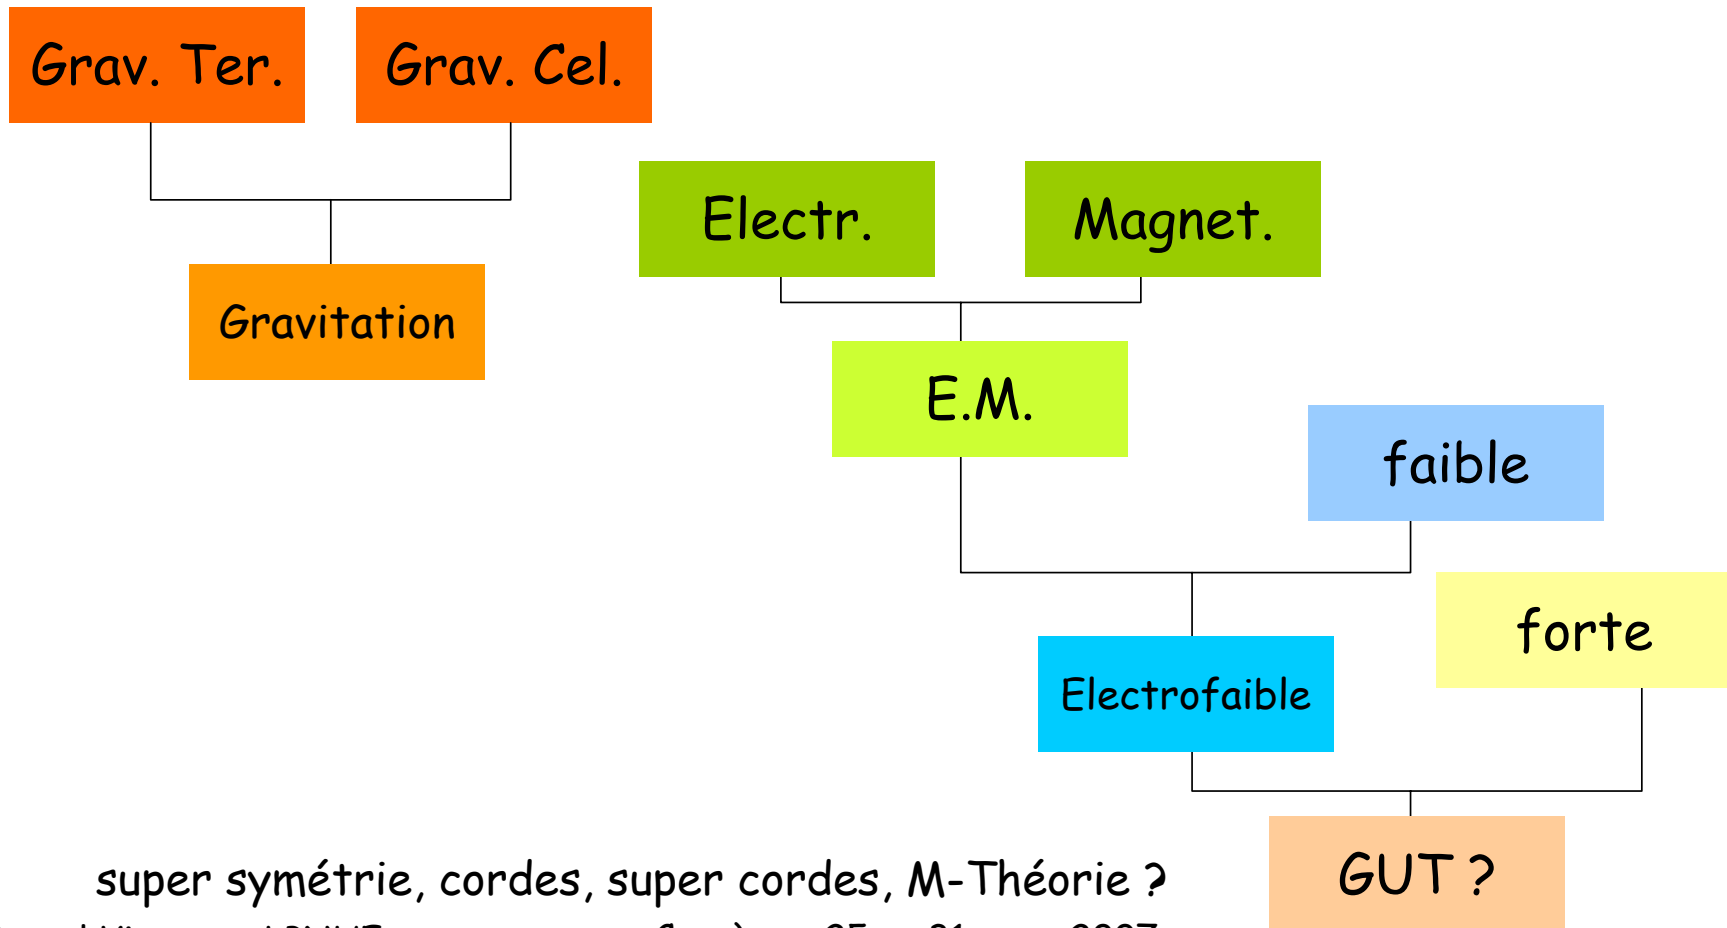 Grav. Ter.
Grav. Cel.
Electr.
Magnet.
Gravitation
E.M.
faible
forte
Electrofaible
GUT ?
super symétrie, cordes, super cordes, M-Théorie ?